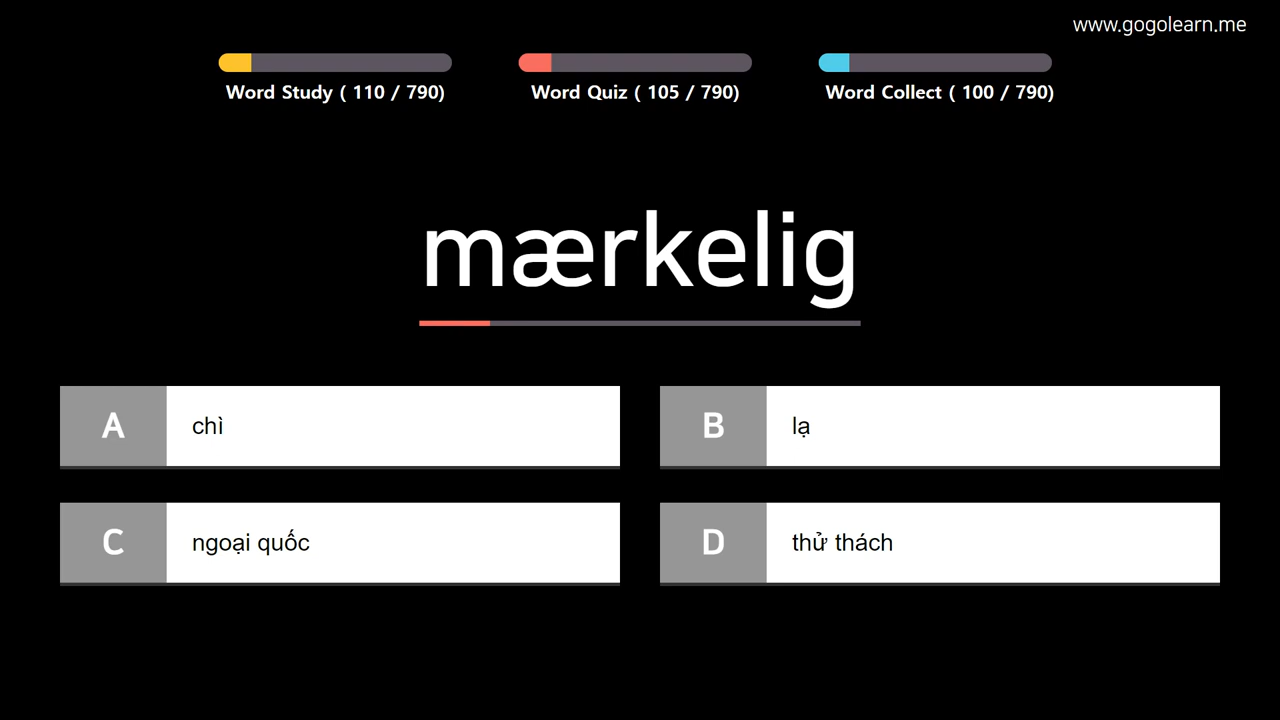 www.gogolearn.me
Word Study ( 110 / 790)
Word Quiz ( 105 / 790)
Word Collect ( 100 / 790)
mærkelig
A chì
B lạ
C ngoại quốc
D thử thách